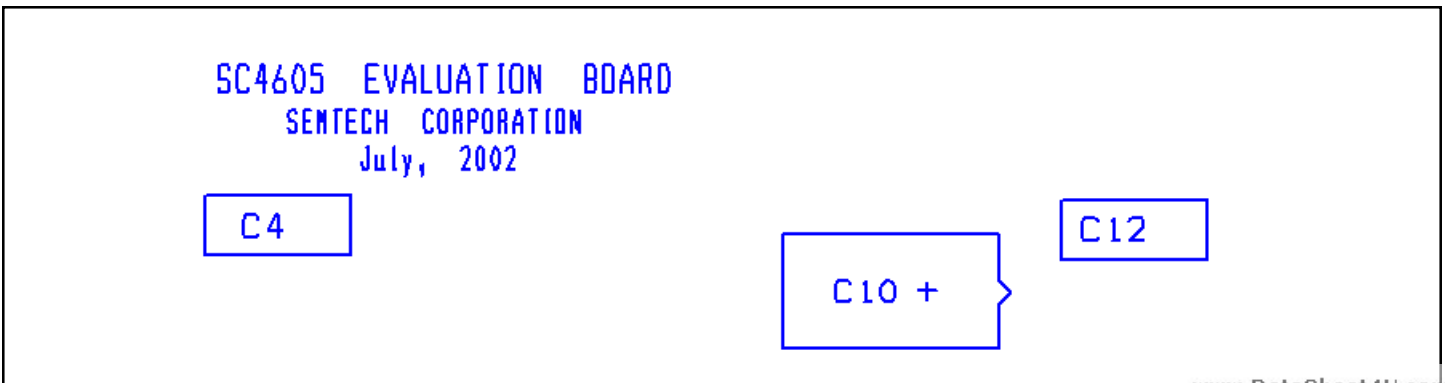 SC4605 EVALUATION BOARD
SEMTECH CORPORATION
July, 2002
C4
C12
C10 +